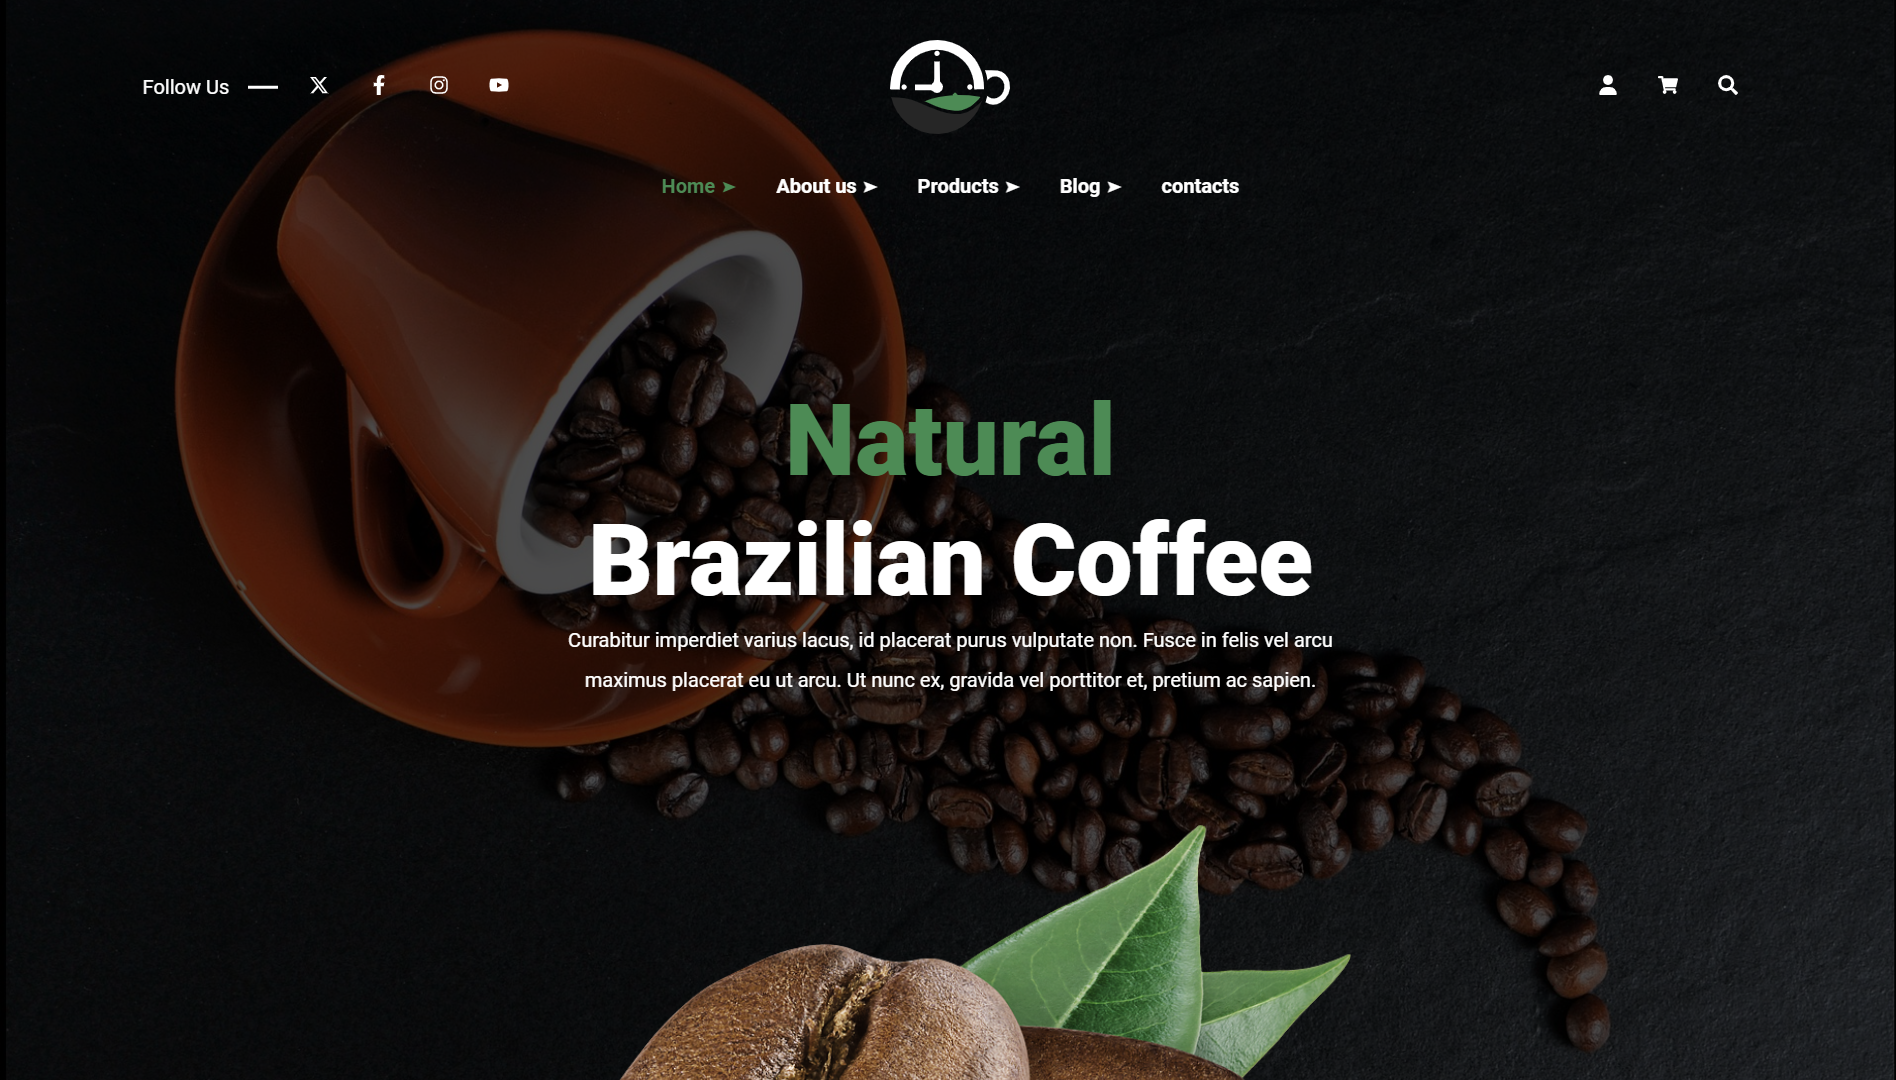 Follow Us
Home
About us
Products
Blog
contacts
Natural
Brazilian Coffee
Curabitur imperdiet varius lacus, id placerat purus vulputate non. Fusce in felis vel arcu
maximus placerat eu ut arcu. Ut nunc ex, gravida vel porttitor et, pretium ac sapien.